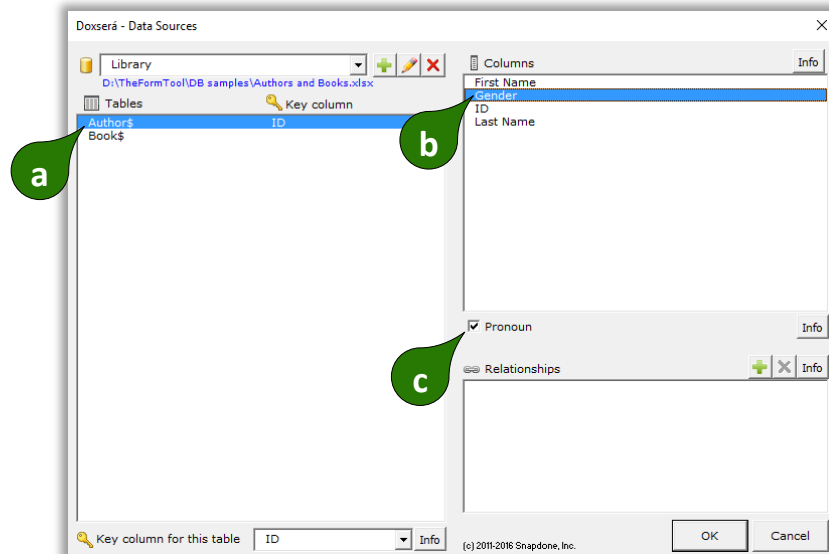 Doxserá - Data Sources
Library
D:\TheFormTool\DB samples\Authors and Books.xlsx
Tables
Key column
Author$
ID
Book$
a
Key column for this table
ID
Info
Columns
Info
First Name
Gender
ID
Last Name
b
Pronoun
Info
c
Relationships
Info
(c) 2011-2016 Snapdone, Inc.
OK
Cancel